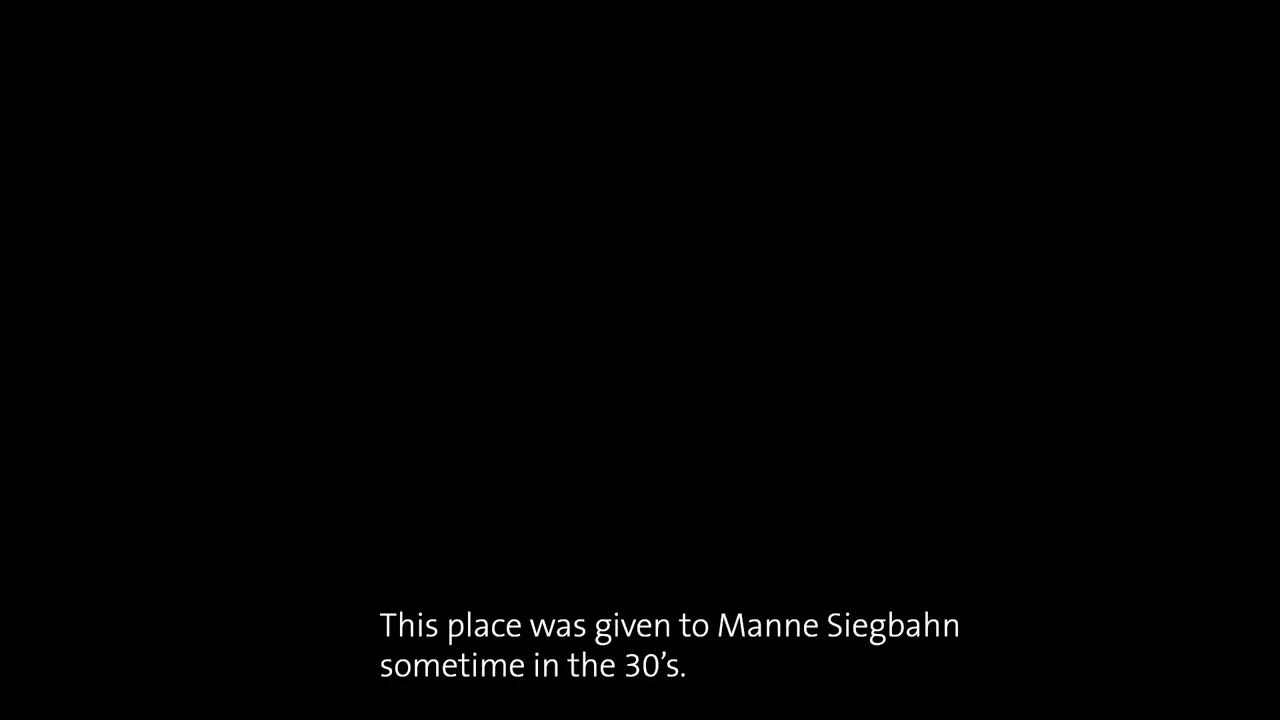 This place was given to Manne Siegbahn
sometime in the 30’s.